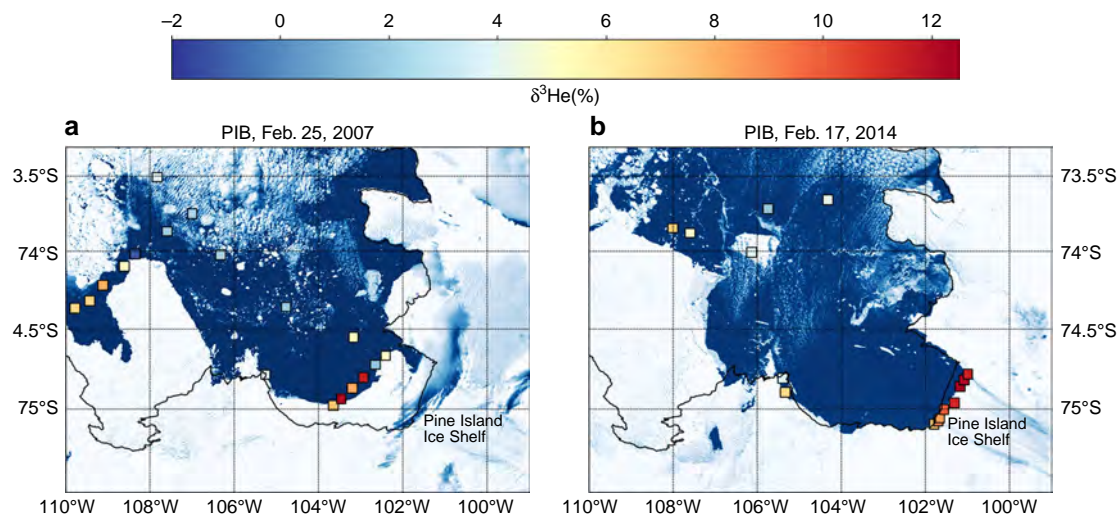 –2 0 2 4 6 8 10 12
δ³He(%)
a
PIB, Feb. 25, 2007
b
PIB, Feb. 17, 2014
3.5°S
74°S
4.5°S
75°S
73.5°S
74°S
74.5°S
75°S
Pine Island
Ice Shelf
Pine Island
Ice Shelf
110°W 108°W 106°W 104°W 102°W 100°W
110°W 108°W 106°W 104°W 102°W 100°W